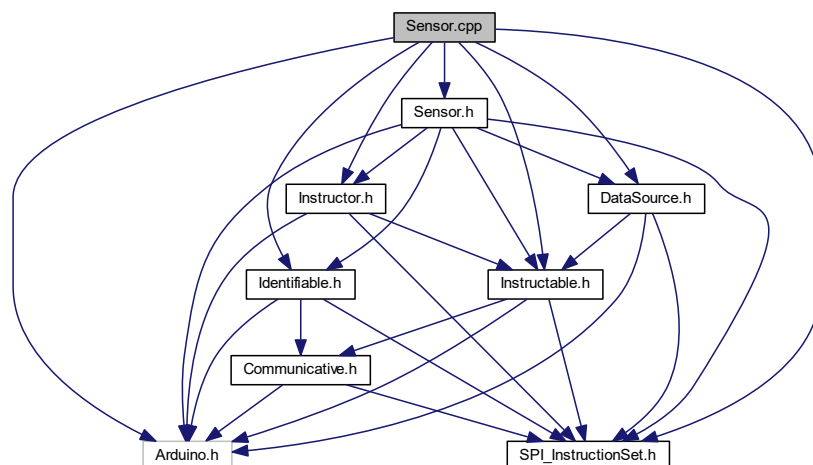 Sensor.cpp
Sensor.h
Instructor.h
DataSource.h
Identifiable.h
Instructable.h
Communicative.h
Arduino.h
SPI_InstructionSet.h